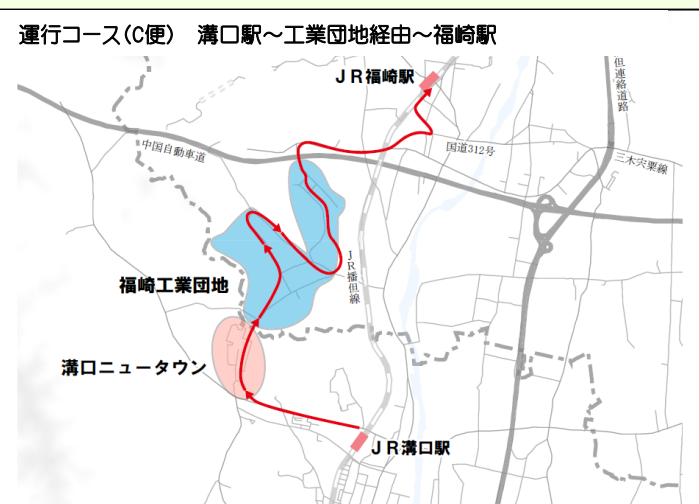 運行コース(C便)　溝口駅～工業団地経由～福崎駅
ＪＲ福崎駅
但連絡道路
中国自動車道
国道312号
三木宍粟線
ＪＲ播但線
福崎工業団地
溝口ニュータウン
ＪＲ溝口駅